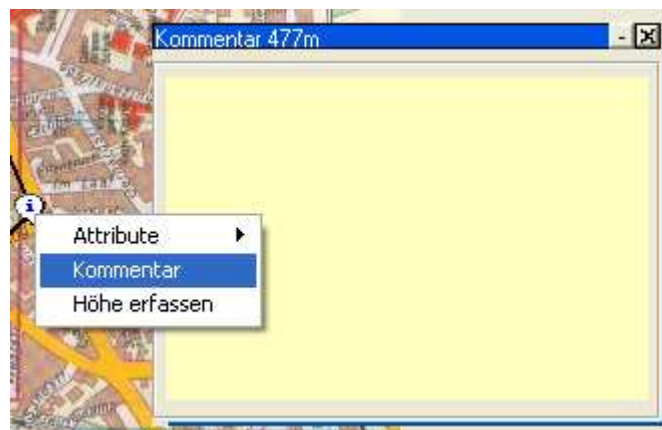 Kommentar 477m
i
Attribute
Kommentar
Höhe erfassen